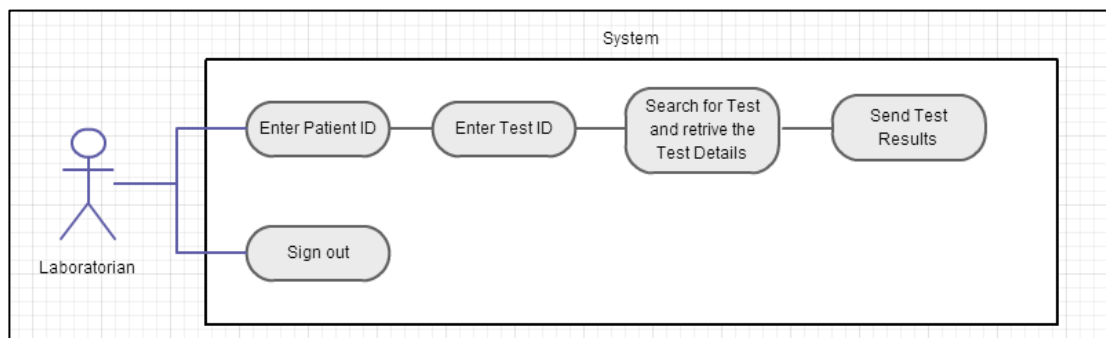 System
Enter Patient ID
Enter Test ID
Search for Test
and retrive the
Test Details
Send Test
Results
Sign out
Laboratorian